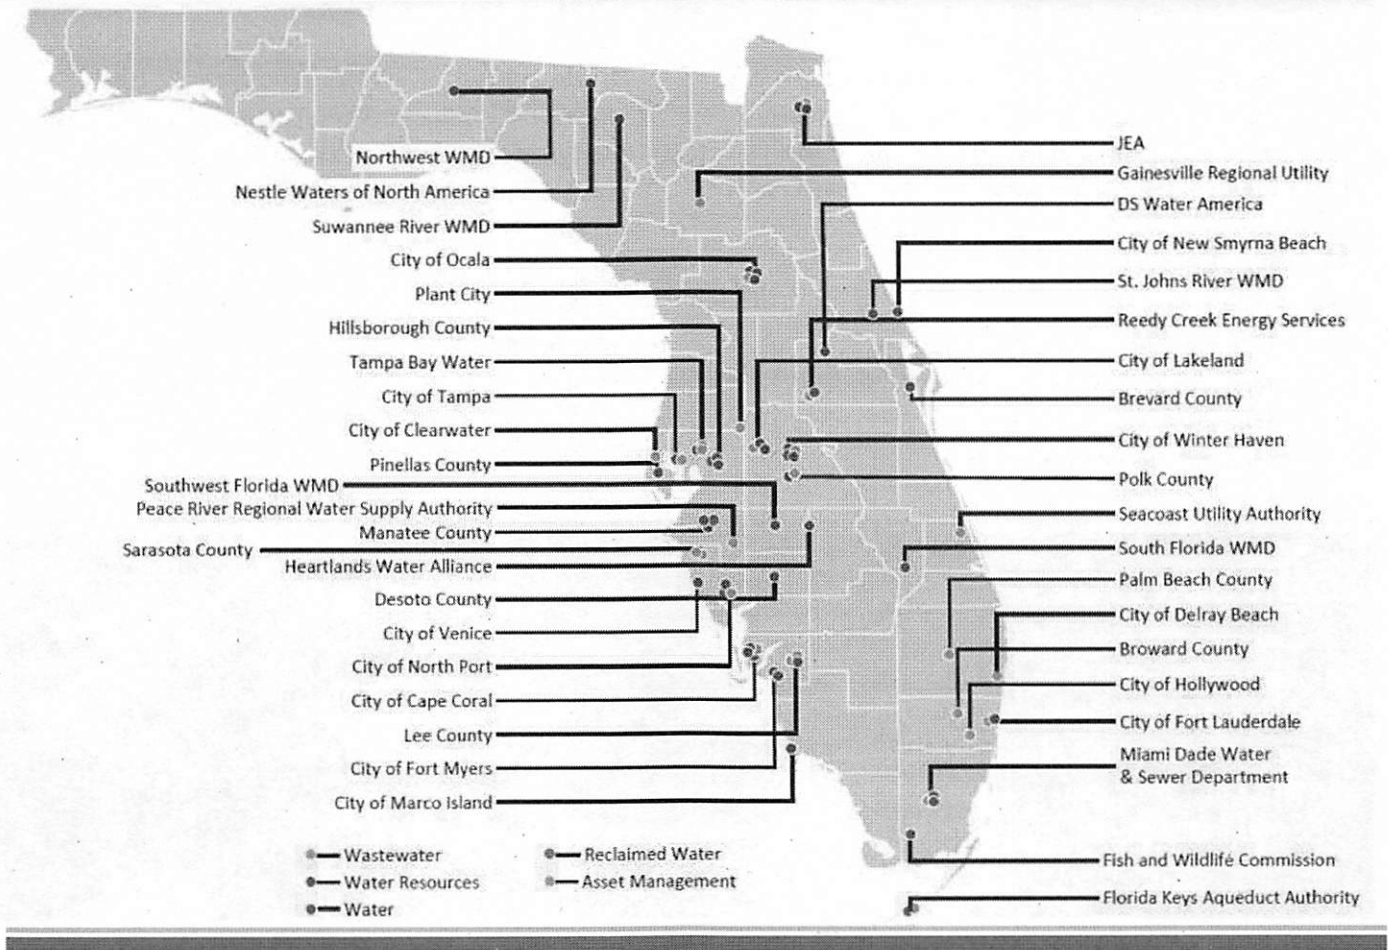 Northwest WMD
Nestle Waters of North America
Suwannee River WMD
City of Ocala
Plant City
Hillsborough County
Tampa Bay Water
City of Tampa
City of Clearwater
Pinellas County
Southwest Florida WMD
Peace River Regional Water Supply Authority
Manatee County
Sarasota County
Heartlands Water Alliance
Desoto County
City of Venice
City of North Port
City of Cape Coral
Lee County
City of Fort Myers
City of Marco Island
JEA
Gainesville Regional Utility
DS Water America
City of New Smyrna Beach
St. Johns River WMD
Reedy Creek Energy Services
City of Lakeland
Brevard County
City of Winter Haven
Polk County
Seacoast Utility Authority
South Florida WMD
Palm Beach County
City of Delray Beach
Broward County
City of Hollywood
City of Fort Lauderdale
Miami Dade Water
& Sewer Department
Fish and Wildlife Commission
Florida Keys Aqueduct Authority
Wastewater
Water Resources
Water
Reclaimed Water
Asset Management